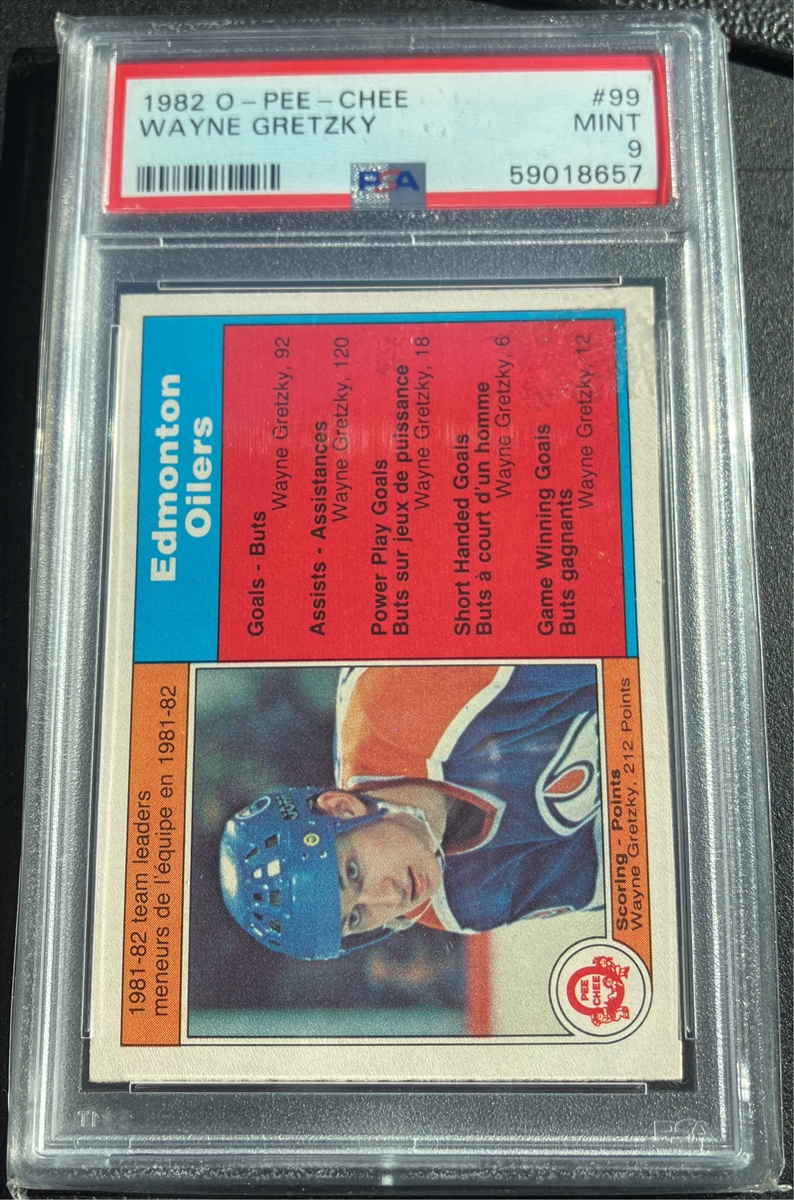 1982 O-PEE-CHEE #99
WAYNE GRETZKY MINT
9
59018657
PSA
1981-82 team leaders
meneurs de l'équipe en 1981-82
Edmonton
Oilers
Goals - Buts
Wayne Gretzky, 92
Assists - Assistances
Wayne Gretzky, 120
Power Play Goals
Buts sur jeux de puissance
Wayne Gretzky, 18
Short Handed Goals
Buts à court d'un homme
Wayne Gretzky, 6
Game Winning Goals
Buts gagnants
Wayne Gretzky, 12
O
PEE
CHEE
Scoring - Points
Wayne Gretzky, 212 Points
PSA